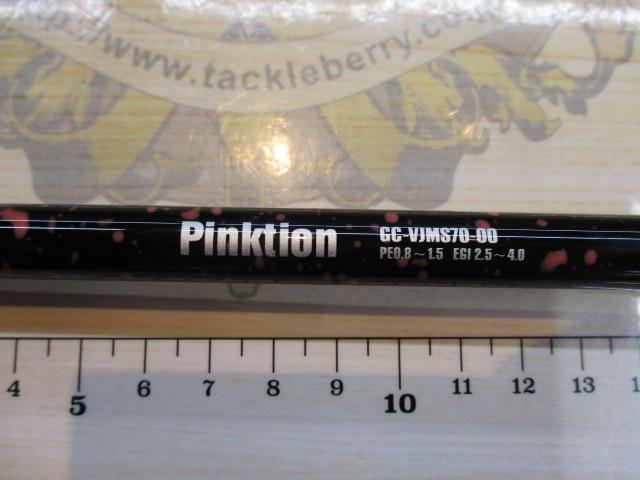 http://www.tackleberry.co.jp
Pinktion
GC-VJMS70-00
PE0.8～1.5 EGI 2.5～4.0
4 5 6 7 8 9 10 11 12 13